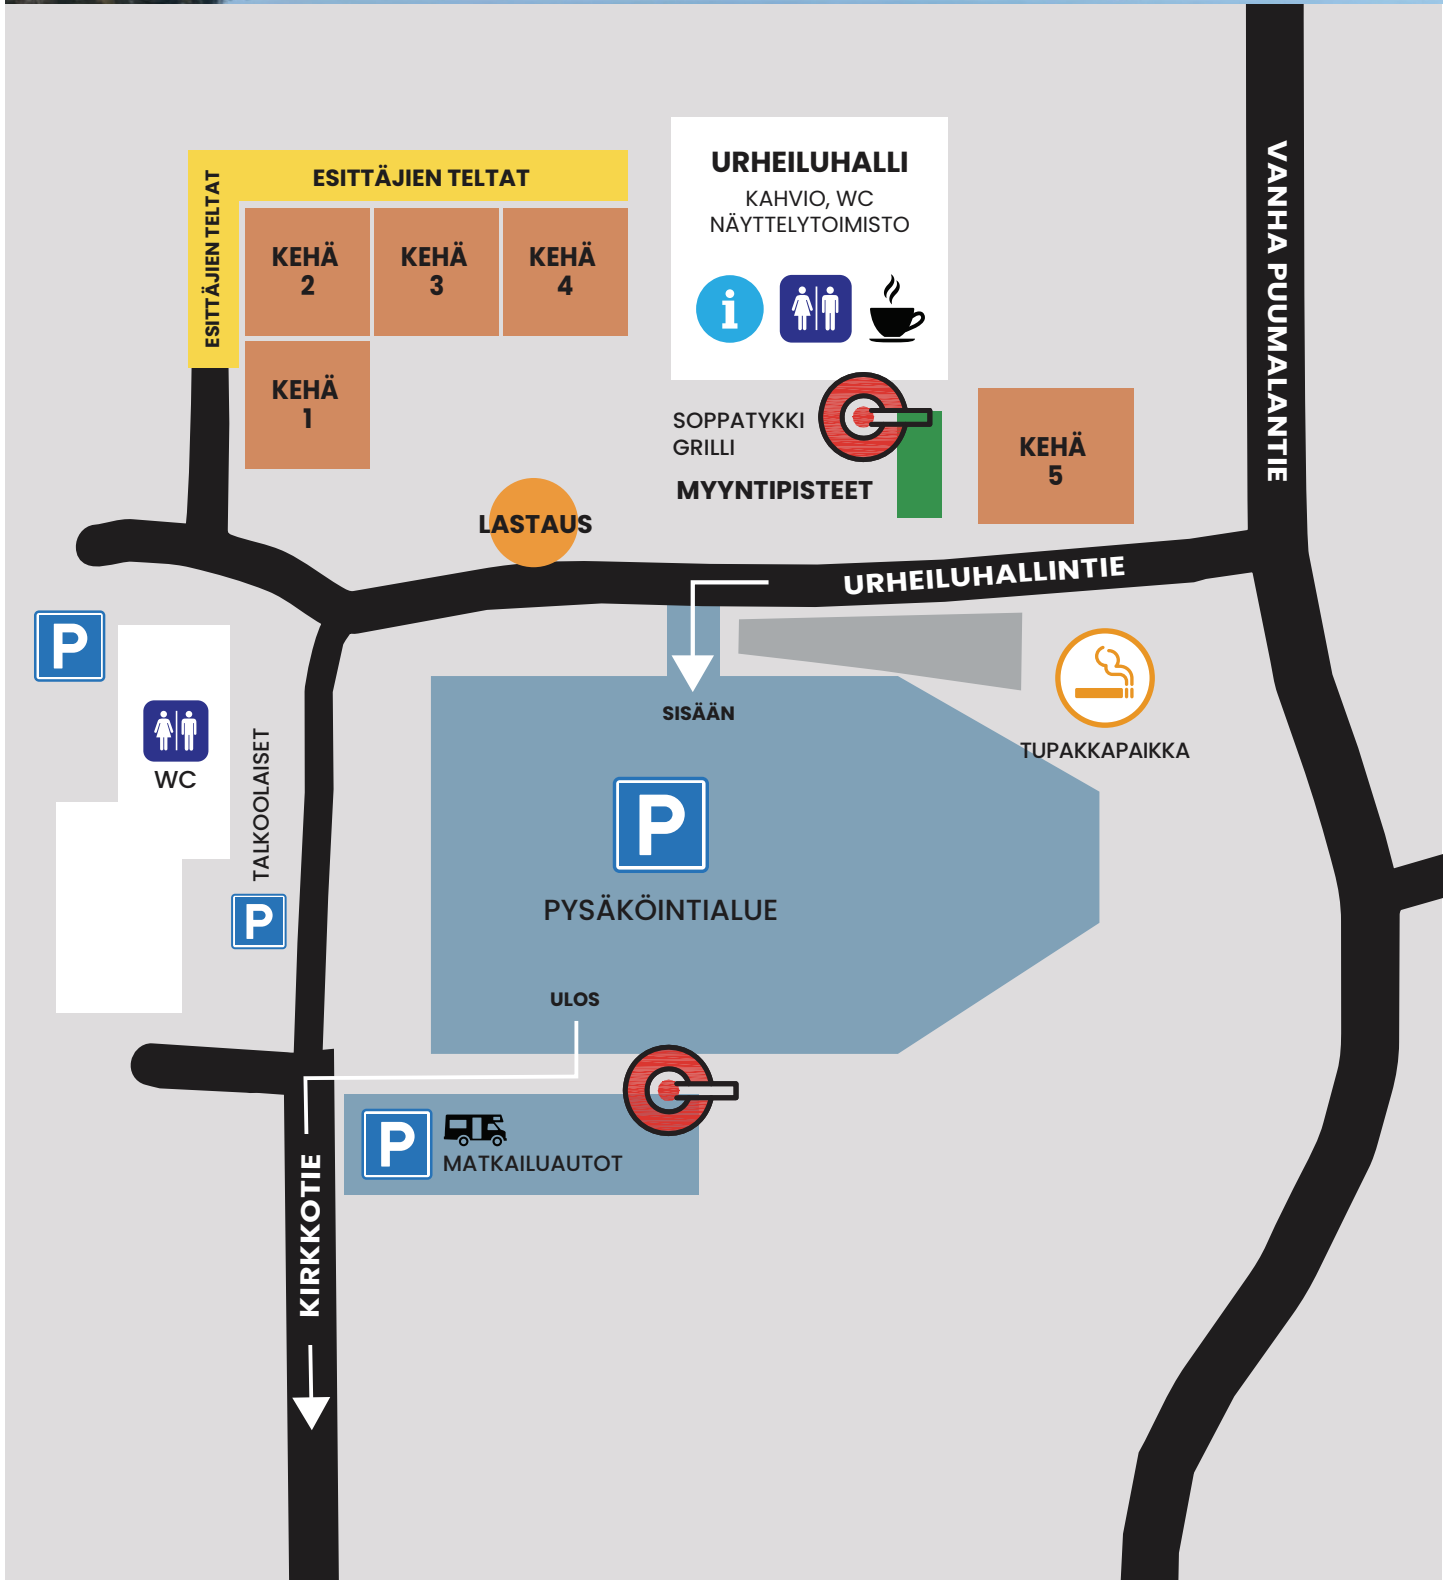 ESITTÄJIEN TELTAT
ESITTÄJIEN TELTAT
KEHÄ
2
KEHÄ
3
KEHÄ
4
KEHÄ
1
URHEILUHALLI
KAHVIO, WC
NÄYTTELYTOIMISTO
i
SOPPATYKKI
GRILLI
MYYNTIPISTEET
KEHÄ
5
VANHA PUUMALANTIE
LASTAUS
URHEILUHALLINTIE
P
WC
TALKOOLAISET
P
SISÄÄN
TUPAKKAPAIKKA
P
PYSÄKÖINTIALUE
ULOS
P
MATKAILUAUTOT
KIRKKOTIE